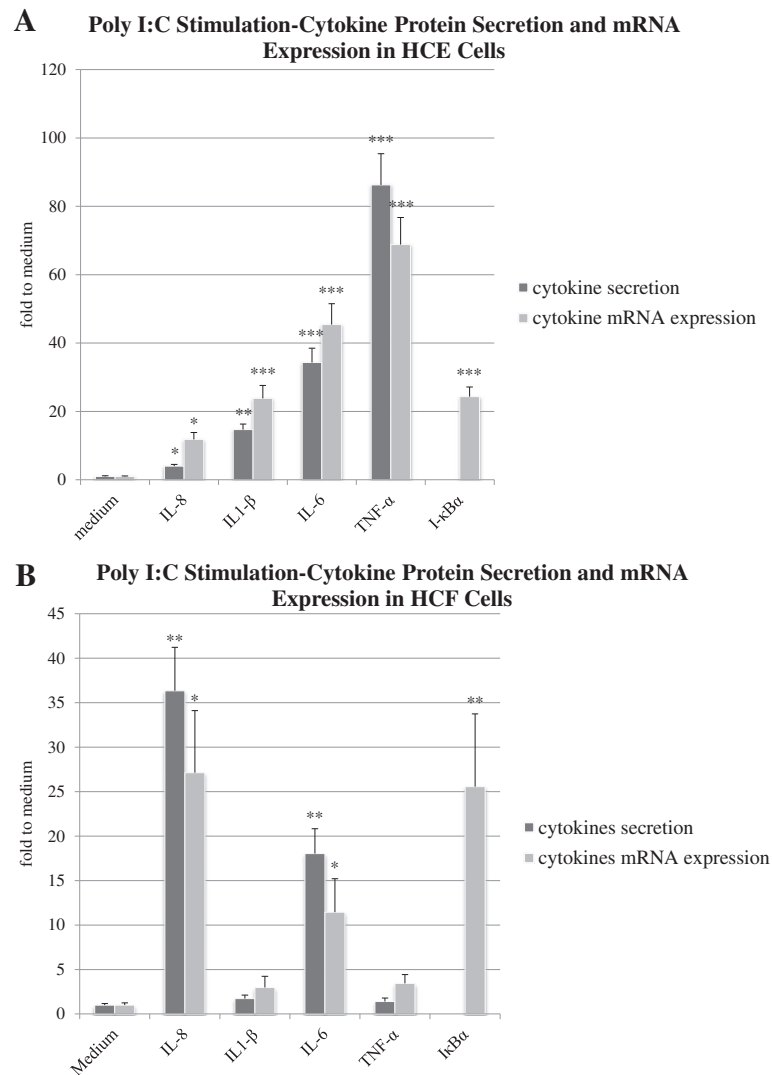 A
Poly I:C Stimulation-Cytokine Protein Secretion and mRNA
Expression in HCE Cells
120
100
80
60
40
20
0
fold to medium
***
***
***
***
***
***
**
*
*
medium
IL-8
IL1-β
IL-6
TNF-α
I-κBα
cytokine secretion
cytokine mRNA expression
B
Poly I:C Stimulation-Cytokine Protein Secretion and mRNA
Expression in HCF Cells
45
40
35
30
25
20
15
10
5
0
fold to medium
**
*
**
*
**
Medium
IL-8
IL1-β
IL-6
TNF-α
IκBα
cytokines secretion
cytokines mRNA expression